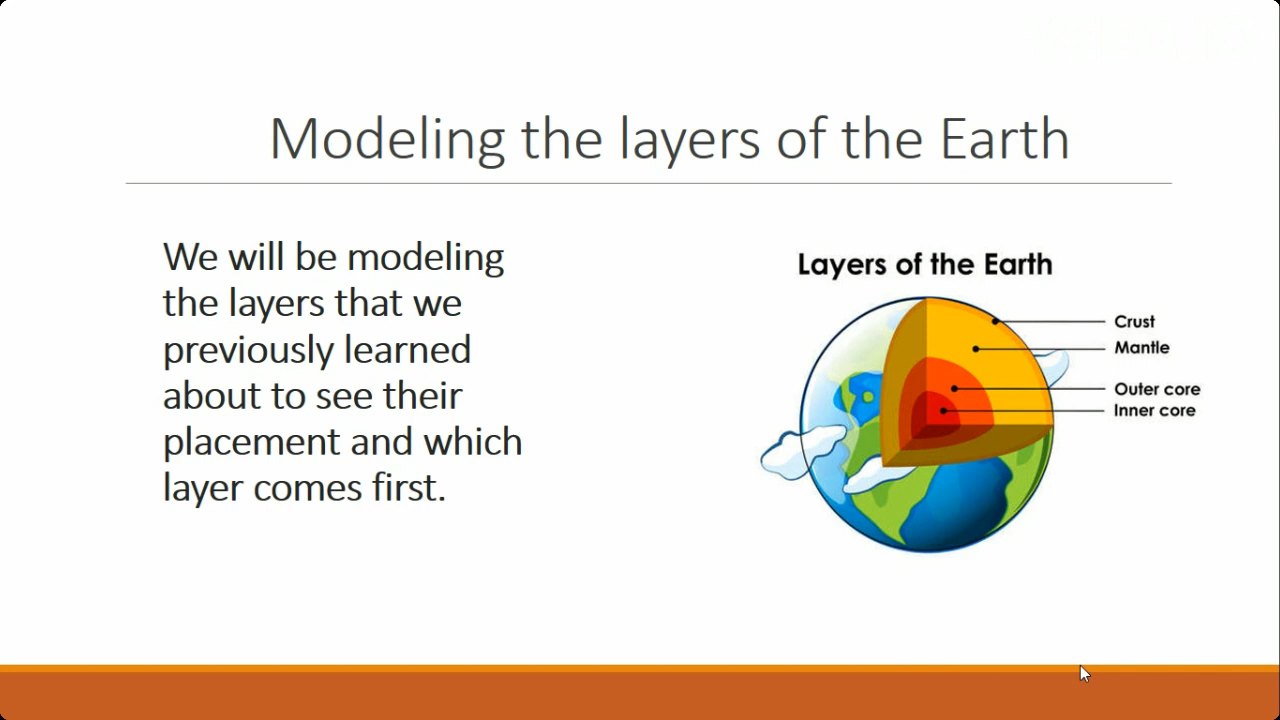 Modeling the layers of the Earth
We will be modeling
the layers that we
previously learned
about to see their
placement and which
layer comes first.
Layers of the Earth
Crust
Mantle
Outer core
Inner core